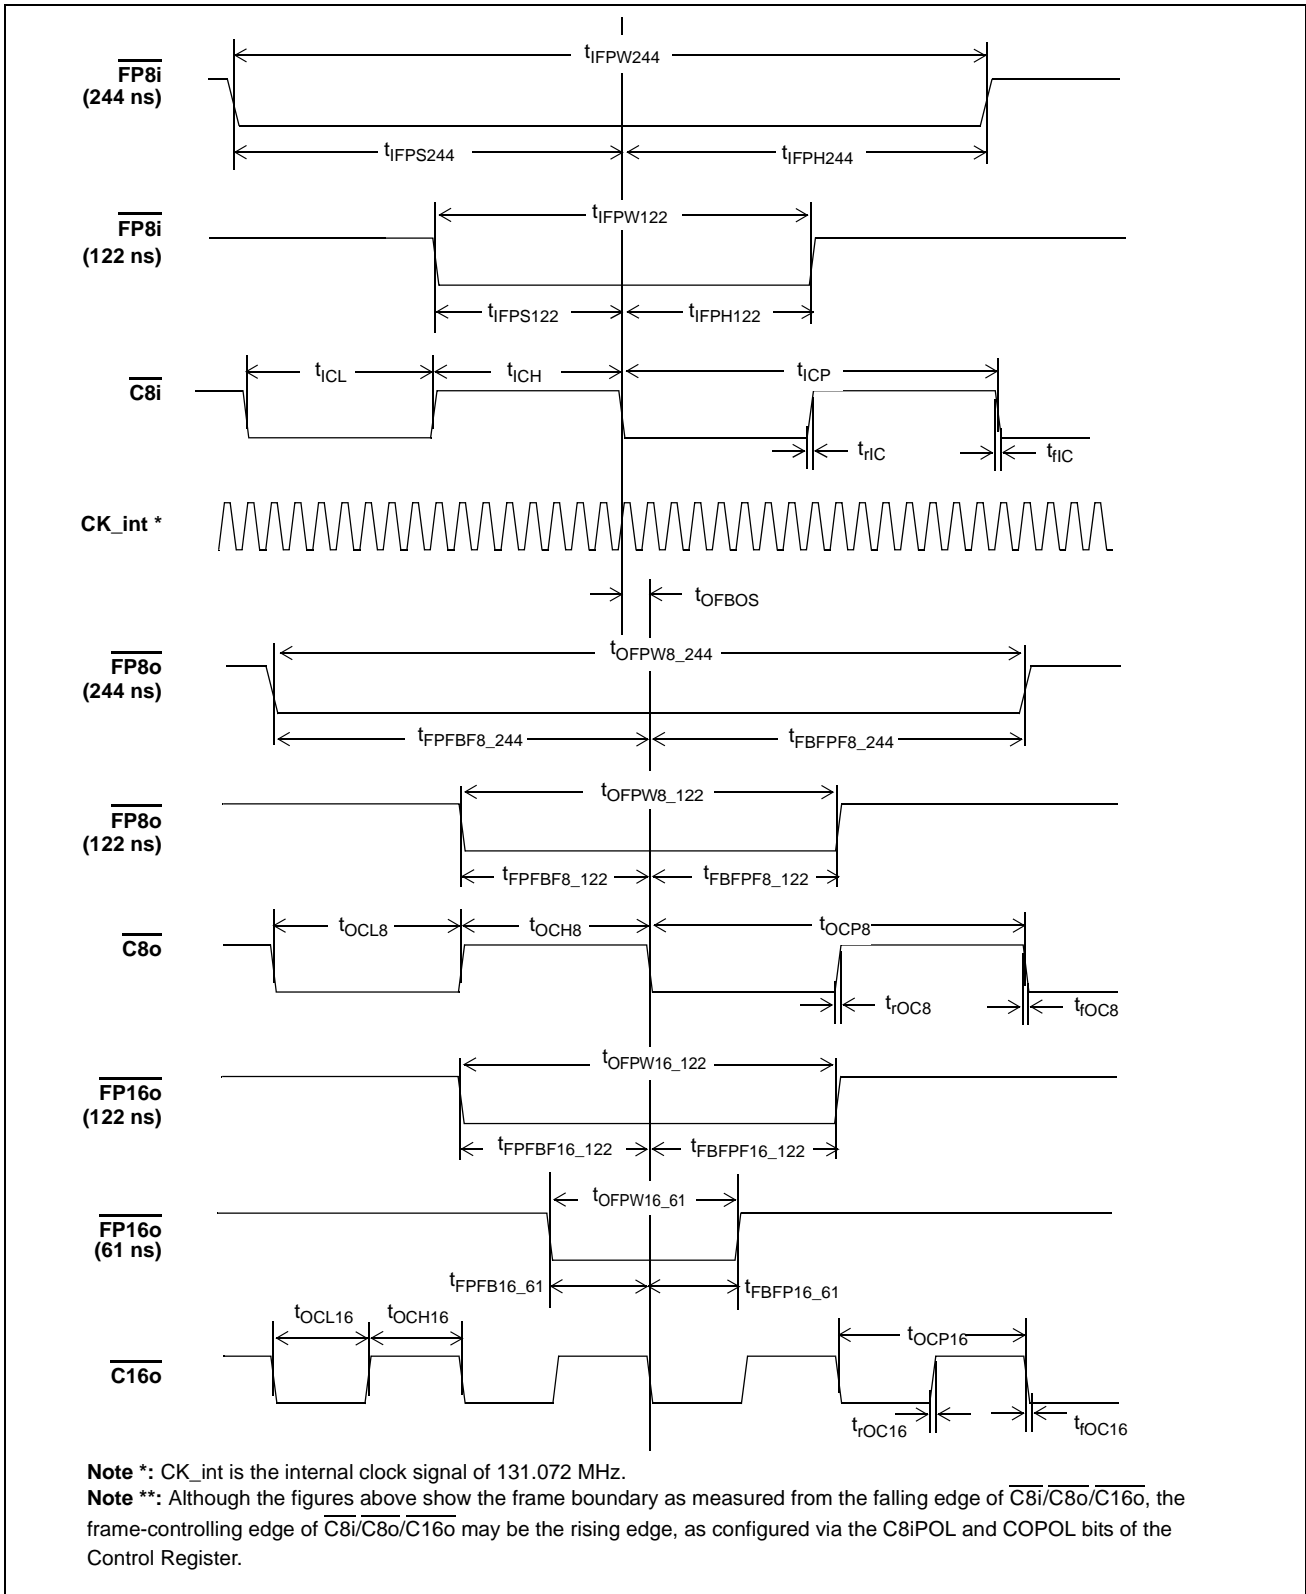 tIFPW244
FP8i
(244 ns)
tIFPS244
tIFPH244
tIFPW122
FP8i
(122 ns)
tIFPS122
tIFPH122
tICL
tICH
tICP
C8i
trIC
tfIC
CK_int *
tOFBOS
tOFPW8_244
FP8o
(244 ns)
tFPFBF8_244
tFBFPF8_244
tOFPW8_122
FP8o
(122 ns)
tFPFBF8_122
tFBFPF8_122
tOCL8
tOCH8
tOCP8
C8o
trOC8
tfOC8
tOFPW16_122
FP16o
(122 ns)
tFPFBF16_122
tFBFPF16_122
tOFPW16_61
FP16o
(61 ns)
tFPFB16_61
tFBFP16_61
tOCL16
tOCH16
tOCP16
C16o
trOC16
tfOC16
Note *: CK_int is the internal clock signal of 131.072 MHz.
Note **: Although the figures above show the frame boundary as measured from the falling edge of C8i/C8o/C16o, the
frame-controlling edge of C8i/C8o/C16o may be the rising edge, as configured via the C8iPOL and COPOL bits of the
Control Register.